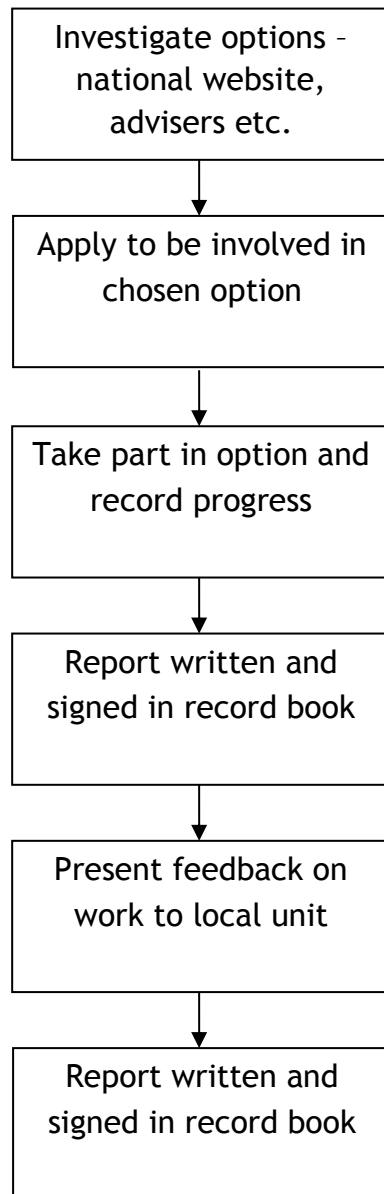 Investigate options –
national website,
advisers etc.
Apply to be involved in
chosen option
Take part in option and
record progress
Report written and
signed in record book
Present feedback on
work to local unit
Report written and
signed in record book